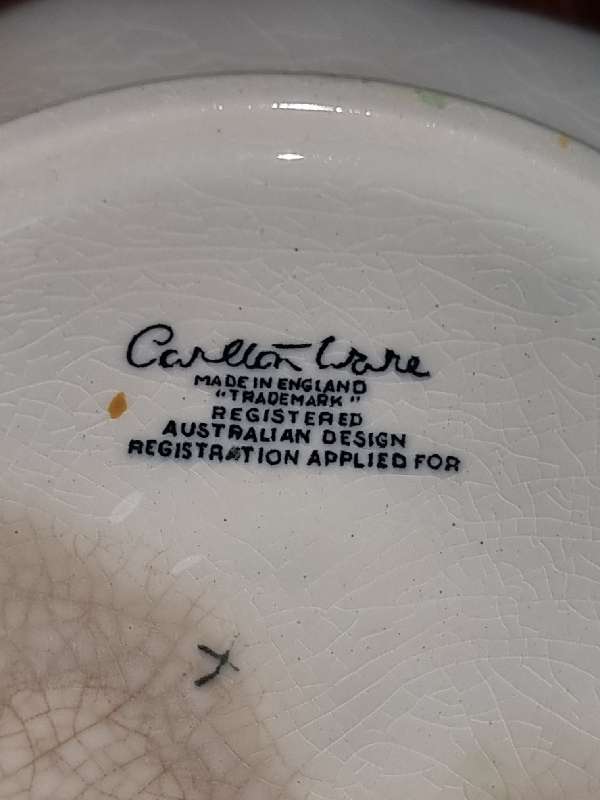 Carlton Ware
MADE IN ENGLAND
"TRADEMARK"
REGISTERED
AUSTRALIAN DESIGN
REGISTRATION APPLIED FOR